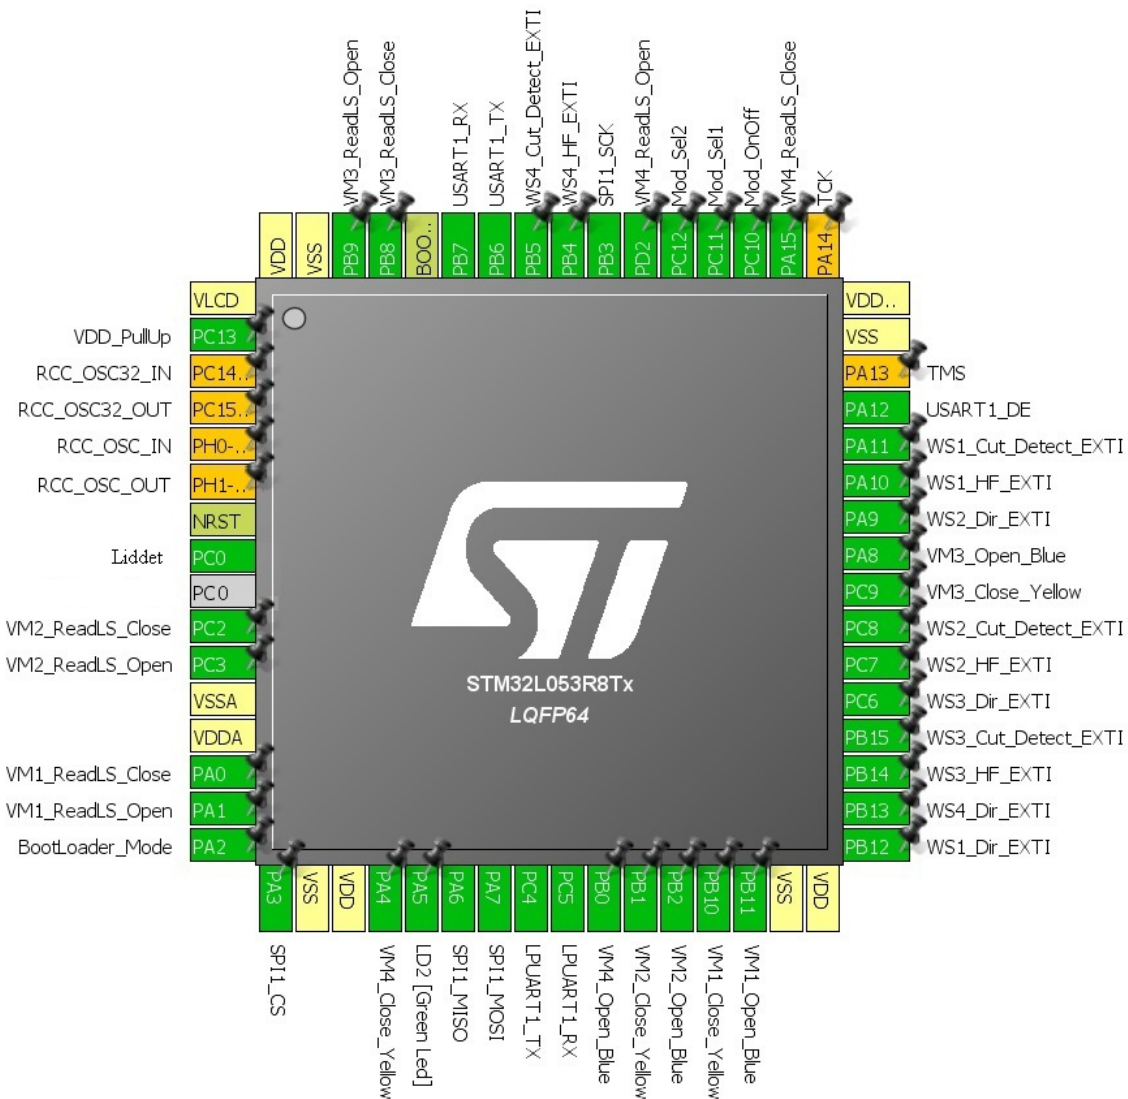 VM3_ReadLS_Open
VM3_ReadLS_Close
USART1_RX
USART1_TX
WS4_Cut_Detect_EXTI
WS4_HF_EXTI
SPI1_SCK
VM4_ReadLS_Open
Mod_Sel2
Mod_Sel1
Mod_OnOff
VM4_ReadLS_Close
TCK
VDD
VSS
PB9
PB8
BOO..
PB7
PB6
PB5
PB4
PB3
PD2
PC12
PC11
PC10
PA15
PA14
VLCD
VDD_PullUp PC13
RCC_OSC32_IN PC14..
RCC_OSC32_OUT PC15..
RCC_OSC_IN PH0-..
RCC_OSC_OUT PH1-..
NRST
Liddet PC0
PC0
VM2_ReadLS_Close PC2
VM2_ReadLS_Open PC3
VSSA
VDDA
VM1_ReadLS_Close PA0
VM1_ReadLS_Open PA1
BootLoader_Mode PA2
ST
STM32L053R8Tx
LQFP64
VDD..
VSS
PA13 TMS
PA12 USART1_DE
PA11 WS1_Cut_Detect_EXTI
PA10 WS1_HF_EXTI
PA9 WS2_Dir_EXTI
PA8 VM3_Open_Blue
PC9 VM3_Close_Yellow
PC8 WS2_Cut_Detect_EXTI
PC7 WS2_HF_EXTI
PC6 WS3_Dir_EXTI
PB15 WS3_Cut_Detect_EXTI
PB14 WS3_HF_EXTI
PB13 WS4_Dir_EXTI
PB12 WS1_Dir_EXTI
PA3
VSS
VDD
PA4
PA5
PA6
PA7
PC4
PC5
PB0
PB1
PB2
PB10
PB11
VSS
VDD
SPI1_CS
VM4_Close_Yellow
LD2 [Green Led]
SPI1_MISO
SPI1_MOSI
LPUART1_TX
LPUART1_RX
VM4_Open_Blue
VM2_Close_Yellow
VM2_Open_Blue
VM1_Close_Yellow
VM1_Open_Blue